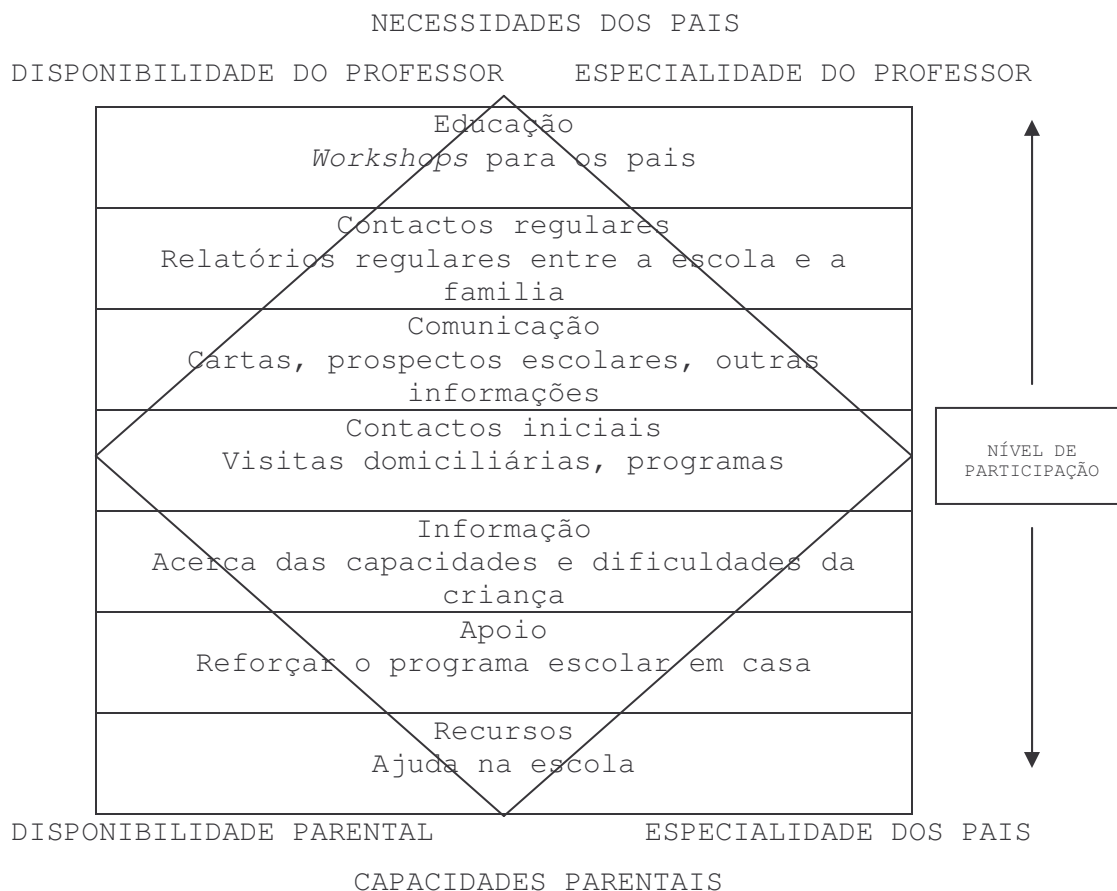 NECESSIDADES DOS PAIS
DISPONIBILIDADE DO PROFESSOR ESPECIALIDADE DO PROFESSOR
Educação
Workshops para os pais
Contactos regulares
Relatórios regulares entre a escola e a
familia
Comunicação
Cartas, prospectos escolares, outras
informações
Contactos iniciais
Visitas domiciliárias, programas
NÍVEL DE
PARTICIPAÇÃO
Informação
Acerca das capacidades e dificuldades da
criança
Apoio
Reforçar o programa escolar em casa
Recursos
Ajuda na escola
DISPONIBILIDADE PARENTAL ESPECIALIDADE DOS PAIS
CAPACIDADES PARENTAIS